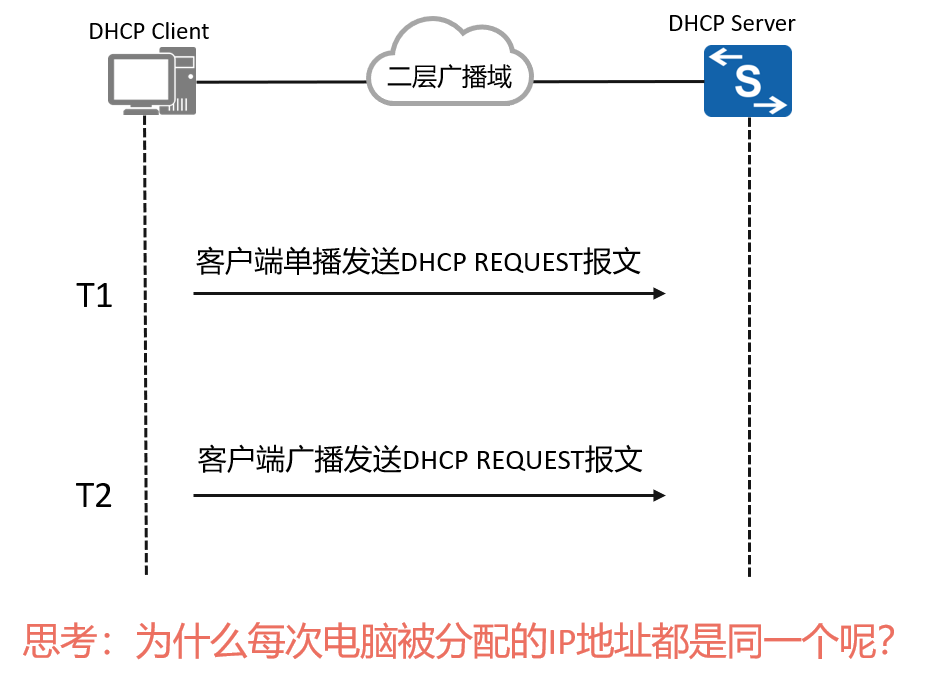 DHCP Client
DHCP Server
二层广播域
S
客户端单播发送DHCP REQUEST报文
T1
客户端广播发送DHCP REQUEST报文
T2
思考：为什么每次电脑被分配的IP地址都是同一个呢？